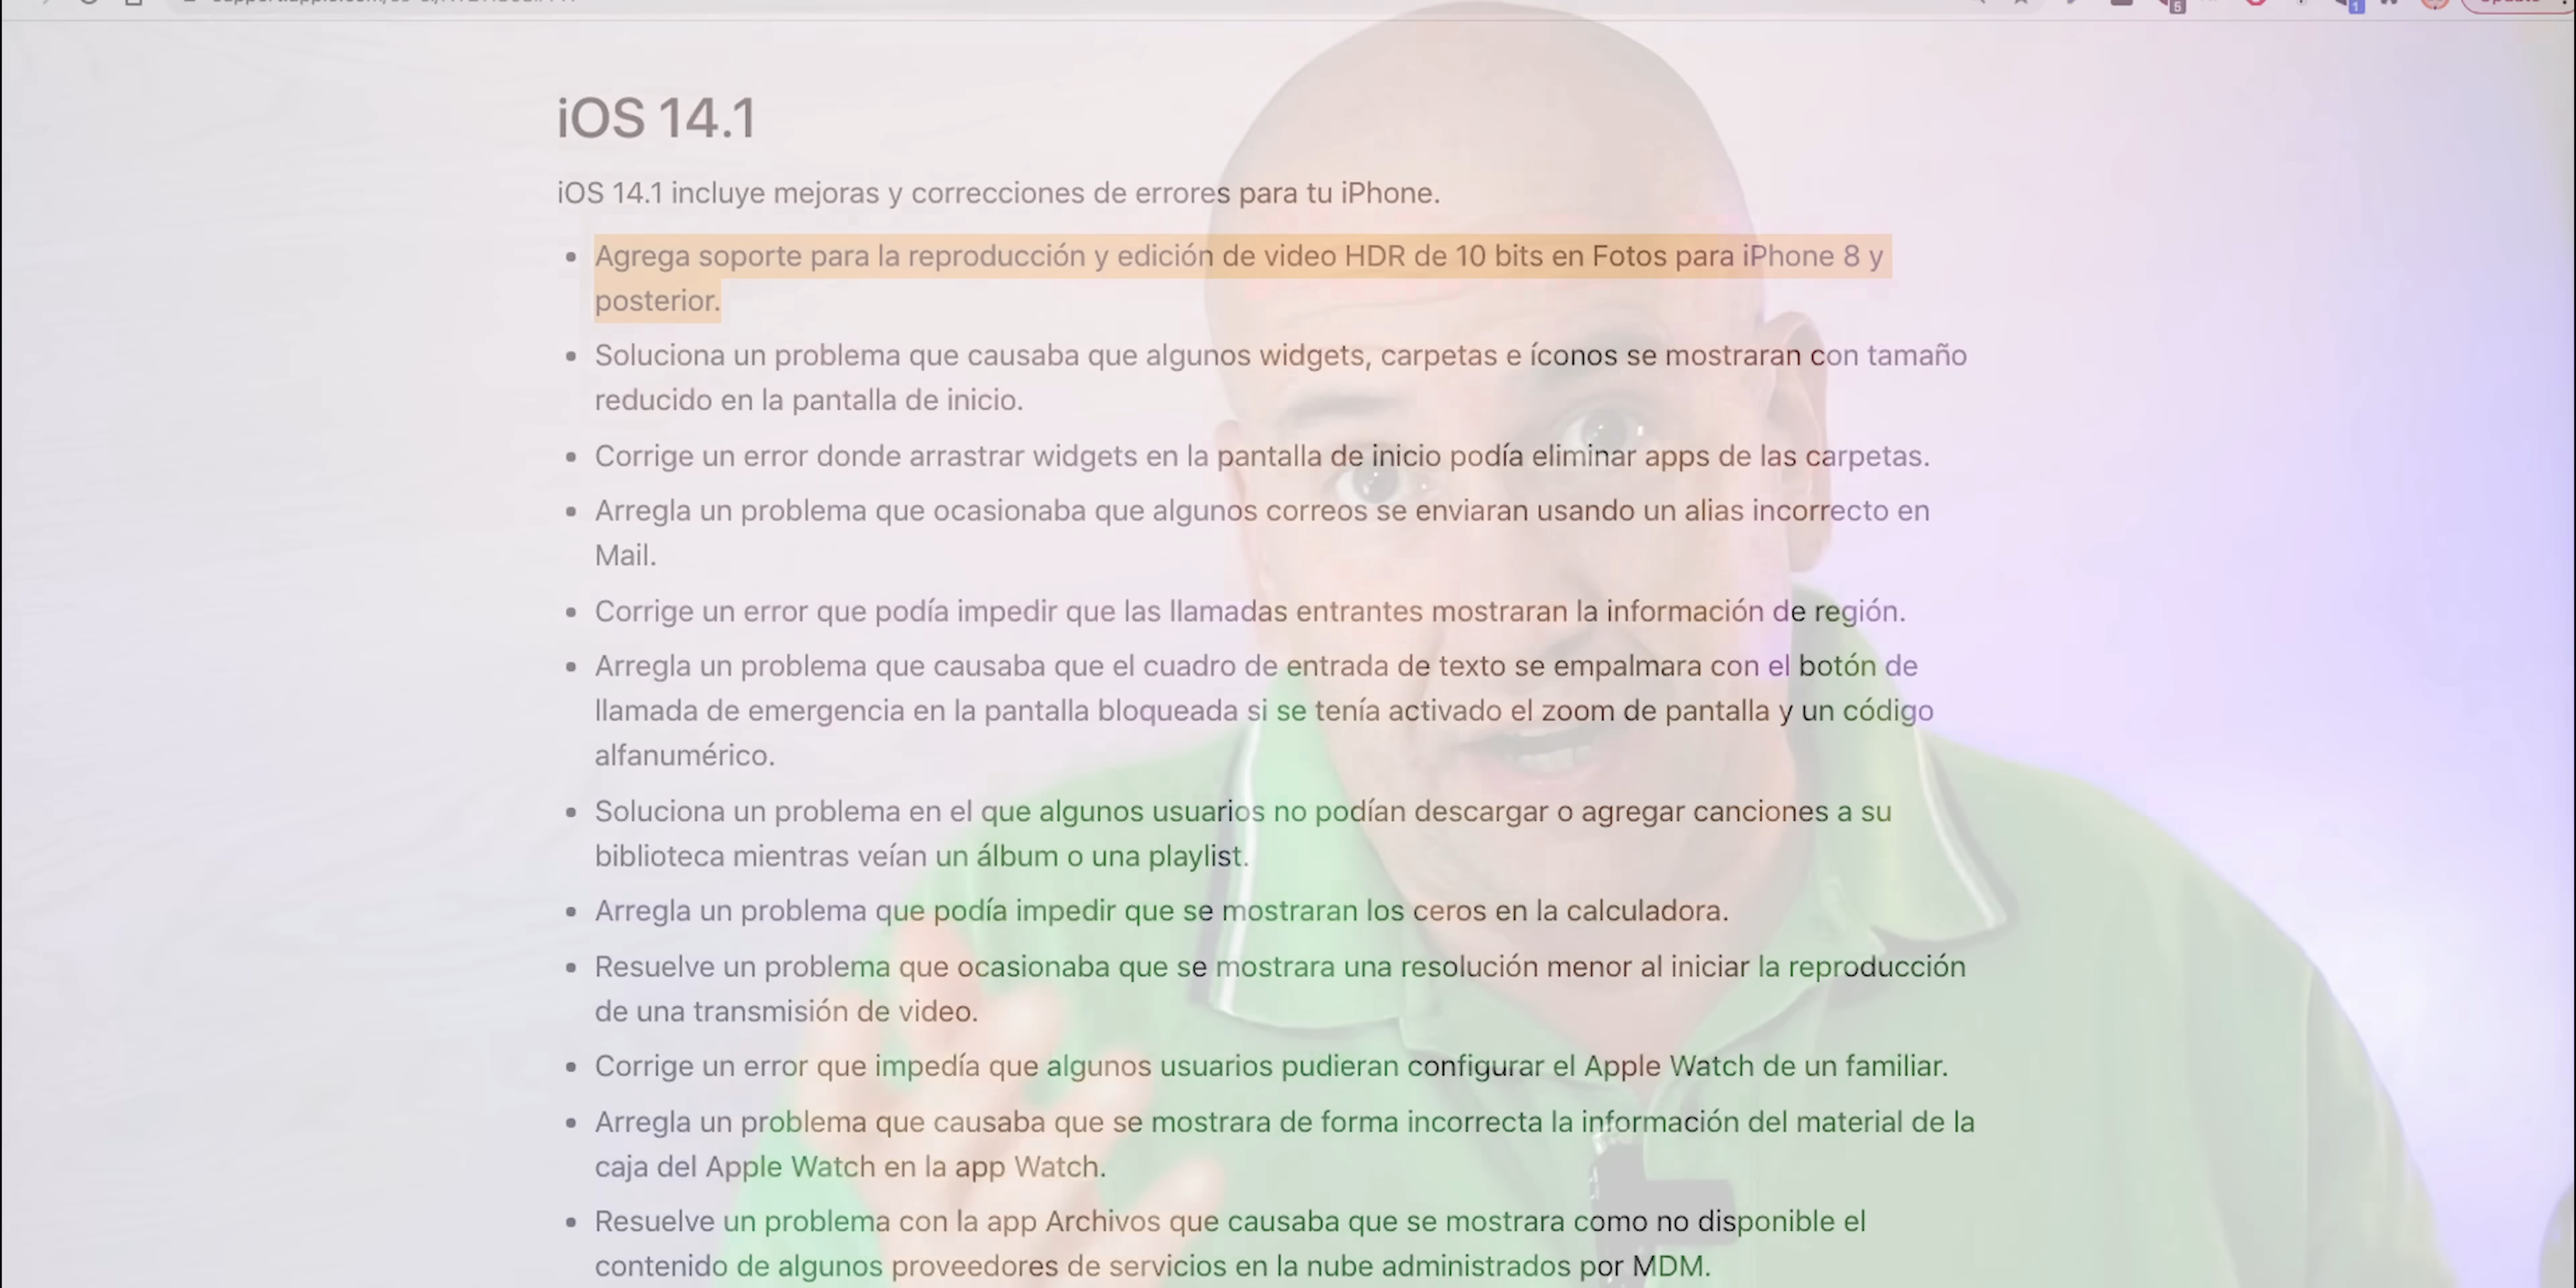 iOS 14.1
iOS 14.1 incluye mejoras y correcciones de errores para tu iPhone.
Agrega soporte para la reproducción y edición de video HDR de 10 bits en Fotos para iPhone 8 y
posterior.
Soluciona un problema que causaba que algunos widgets, carpetas e íconos se mostraran con tamaño
reducido en la pantalla de inicio.
Corrige un error donde arrastrar widgets en la pantalla de inicio podía eliminar apps de las carpetas.
Arregla un problema que ocasionaba que algunos correos se enviaran usando un alias incorrecto en
Mail.
Corrige un error que podía impedir que las llamadas entrantes mostraran la información de región.
Arregla un problema que causaba que el cuadro de entrada de texto se empalmara con el botón de
llamada de emergencia en la pantalla bloqueada si se tenía activado el zoom de pantalla y un código
alfanumérico.
Soluciona un problema en el que algunos usuarios no podían descargar o agregar canciones a su
biblioteca mientras veían un álbum o una playlist.
Arregla un problema que podía impedir que se mostraran los ceros en la calculadora.
Resuelve un problema que ocasionaba que se mostrara una resolución menor al iniciar la reproducción
de una transmisión de video.
Corrige un error que impedía que algunos usuarios pudieran configurar el Apple Watch de un familiar.
Arregla un problema que causaba que se mostrara de forma incorrecta la información del material de la
caja del Apple Watch en la app Watch.
Resuelve un problema con la app Archivos que causaba que se mostrara como no disponible el
contenido de algunos proveedores de servicios en la nube administrados por MDM.